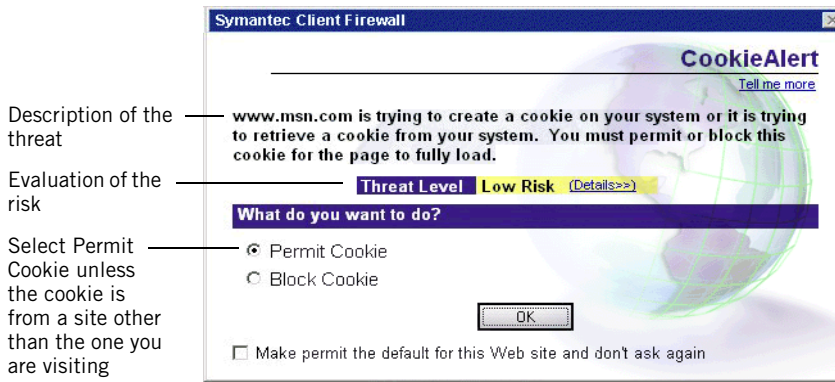 Symantec Client Firewall
CookieAlert
Tell me more
Description of the
threat
www.msn.com is trying to create a cookie on your system or it is trying
to retrieve a cookie from your system. You must permit or block this
cookie for the page to fully load.
Evaluation of the
risk
Threat Level Low Risk (Details>>)
What do you want to do?
Select Permit
Cookie unless
the cookie is
from a site other
than the one you
are visiting
Permit Cookie
Block Cookie
OK
Make permit the default for this Web site and don't ask again